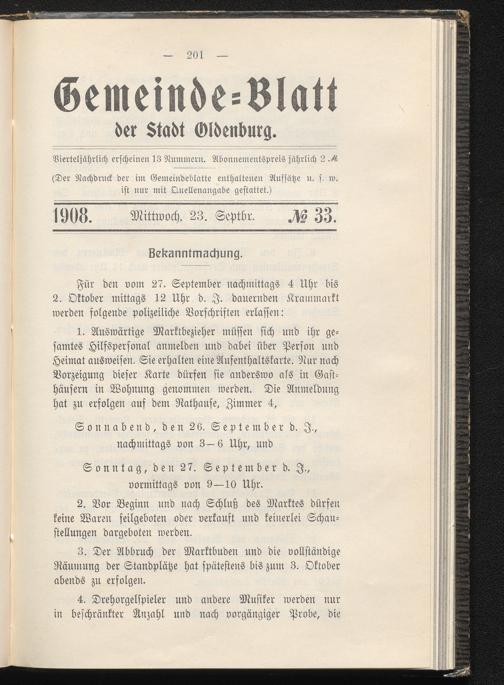 — 201 —
Gemeinde-Blatt
der Stadt Oldenburg.
Vierteljährlich erscheinen 13 Nummern. Abonnementspreis jährlich 2 ℳ
(Der Nachdruck der im Gemeindeblatte enthaltenen Aufsätze u. s. w.
ist nur mit Quellenangabe gestattet.)
1908. Mittwoch, 23. Septbr. № 33.
Bekanntmachung.
Für den vom 27. September nachmittags 4 Uhr bis
2. Oktober mittags 12 Uhr d. J. dauernden Krammarkt
werden folgende polizeiliche Vorschriften erlassen:
1. Auswärtige Marktbezieher müssen sich und ihr ge-
samtes Hilfspersonal anmelden und dabei über Person und
Heimat ausweisen. Sie erhalten eine Aufenthaltskarte. Nur nach
Vorzeigung dieser Karte dürfen sie anderswo als in Gast-
häusern in Wohnung genommen werden. Die Anmeldung
hat zu erfolgen auf dem Rathause, Zimmer 4,
Sonnabend, den 26. September d. J.,
nachmittags von 3—6 Uhr, und
Sonntag, den 27. September d. J.,
vormittags von 9—10 Uhr.
2. Vor Beginn und nach Schluß des Marktes dürfen
keine Waren feilgeboten oder verkauft und keinerlei Schau-
stellungen dargeboten werden.
3. Der Abbruch der Marktbuden und die vollständige
Räumung der Standplätze hat spätestens bis zum 3. Oktober
abends zu erfolgen.
4. Drehorgelspieler und andere Musiker werden nur
in beschränkter Anzahl und nach vorgängiger Probe, die